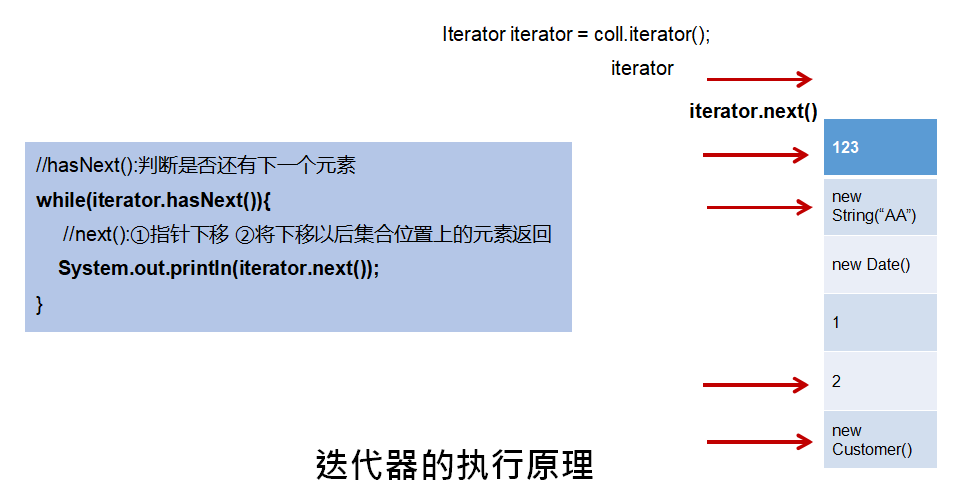 Iterator iterator = coll.iterator();
iterator
iterator.next()
//hasNext():判断是否还有下一个元素
while(iterator.hasNext()){
//next():①指针下移 ②将下移以后集合位置上的元素返回
System.out.println(iterator.next());
}
123
new
String(“AA”)
new Date()
1
2
new
Customer()
迭代器的执行原理